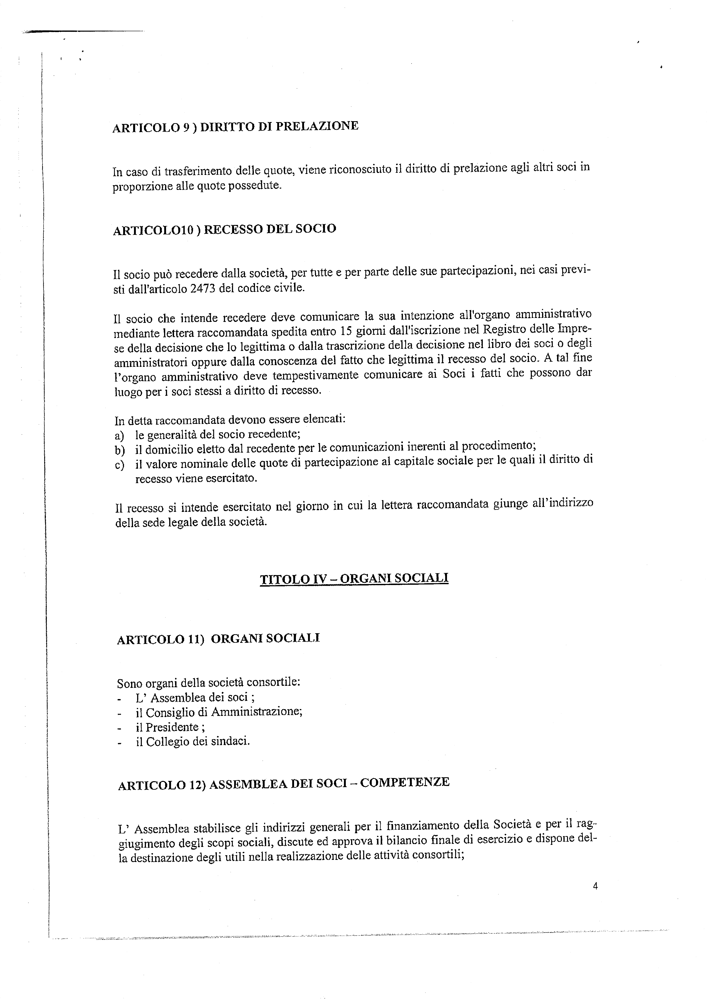 ARTICOLO 9 ) DIRITTO DI PRELAZIONE
In caso di trasferimento delle quote, viene riconosciuto il diritto di prelazione agli altri soci in
proporzione alle quote possedute.
ARTICOLO10 ) RECESSO DEL SOCIO
Il socio può recedere dalla società, per tutte e per parte delle sue partecipazioni, nei casi previ-
sti dall'articolo 2473 del codice civile.
Il socio che intende recedere deve comunicare la sua intenzione all'organo amministrativo
mediante lettera raccomandata spedita entro 15 giorni dall'iscrizione nel Registro delle Impre-
se della decisione che lo legittima o dalla trascrizione della decisione nel libro dei soci o degli
amministratori oppure dalla conoscenza del fatto che legittima il recesso del socio. A tal fine
l’organo amministrativo deve tempestivamente comunicare ai Soci i fatti che possono dar
luogo per i soci stessi a diritto di recesso.
In detta raccomandata devono essere elencati:
a) le generalità del socio recedente;
b) il domicilio eletto dal recedente per le comunicazioni inerenti al procedimento;
c) il valore nominale delle quote di partecipazione al capitale sociale per le quali il diritto di
recesso viene esercitato.
Il recesso si intende esercitato nel giorno in cui la lettera raccomandata giunge all’indirizzo
della sede legale della società.
TITOLO IV – ORGANI SOCIALI
ARTICOLO 11) ORGANI SOCIALI
Sono organi della società consortile:
- L’ Assemblea dei soci ;
- il Consiglio di Amministrazione;
- il Presidente ;
- il Collegio dei sindaci.
ARTICOLO 12) ASSEMBLEA DEI SOCI – COMPETENZE
L’ Assemblea stabilisce gli indirizzi generali per il finanziamento della Società e per il rag-
giugimento degli scopi sociali, discute ed approva il bilancio finale di esercizio e dispone del-
la destinazione degli utili nella realizzazione delle attività consortili;
4